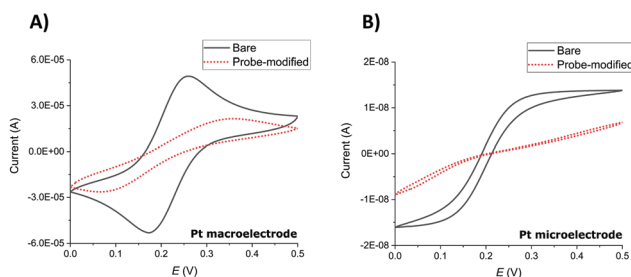 A)
Bare
Probe-modified
6.0E-05
3.0E-05
0.0E+00
-3.0E-05
-6.0E-05
Current (A)
Pt macroelectrode
0.0
0.1
0.2
0.3
0.4
0.5
E (V)
B)
Bare
Probe-modified
2E-08
1E-08
0E+00
-1E-08
-2E-08
Current (A)
Pt microelectrode
0.0
0.1
0.2
0.3
0.4
0.5
E (V)